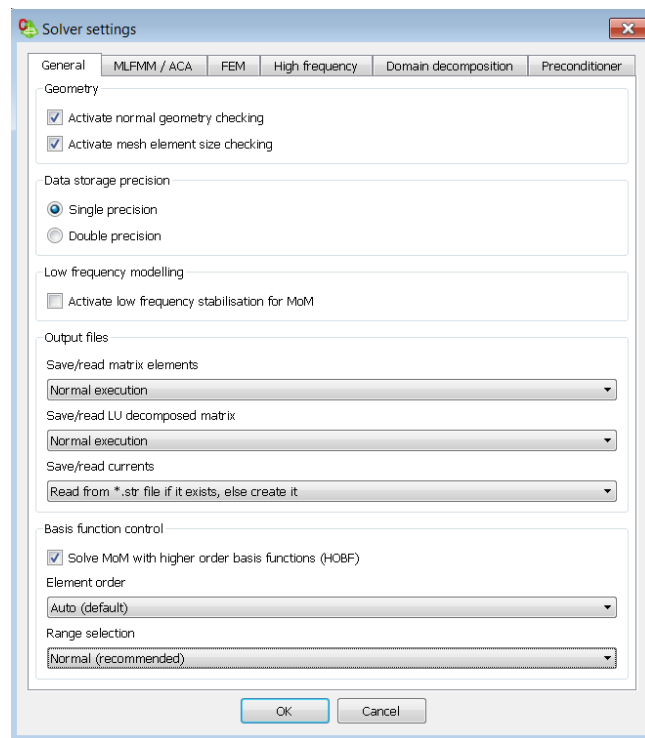 Solver settings
General MLFMM / ACA FEM High frequency Domain decomposition Preconditioner
Geometry
Activate normal geometry checking
Activate mesh element size checking
Data storage precision
Single precision
Double precision
Low frequency modelling
Activate low frequency stabilisation for MoM
Output files
Save/read matrix elements
Normal execution
Save/read LU decomposed matrix
Normal execution
Save/read currents
Read from *.str file if it exists, else create it
Basis function control
Solve MoM with higher order basis functions (HOBF)
Element order
Auto (default)
Range selection
Normal (recommended)
OK Cancel